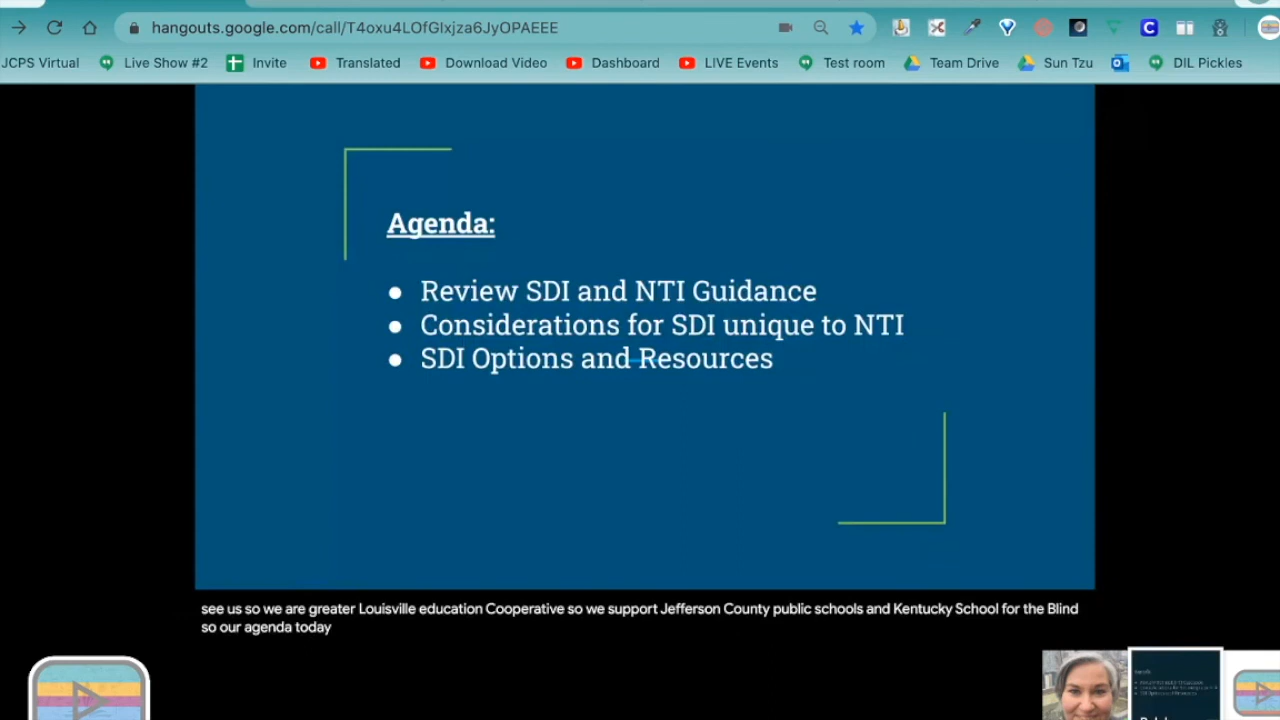 hangouts.google.com/call/T4oxu4LOfGlxjza6JyOPAEEE
JCPS Virtual Live Show #2 Invite Translated Download Video Dashboard LIVE Events Test room Team Drive Sun Tzu DIL Pickles
Agenda:
● Review SDI and NTI Guidance
● Considerations for SDI unique to NTI
● SDI Options and Resources
see us so we are greater Louisville education Cooperative so we support Jefferson County public schools and Kentucky School for the Blind
so our agenda today